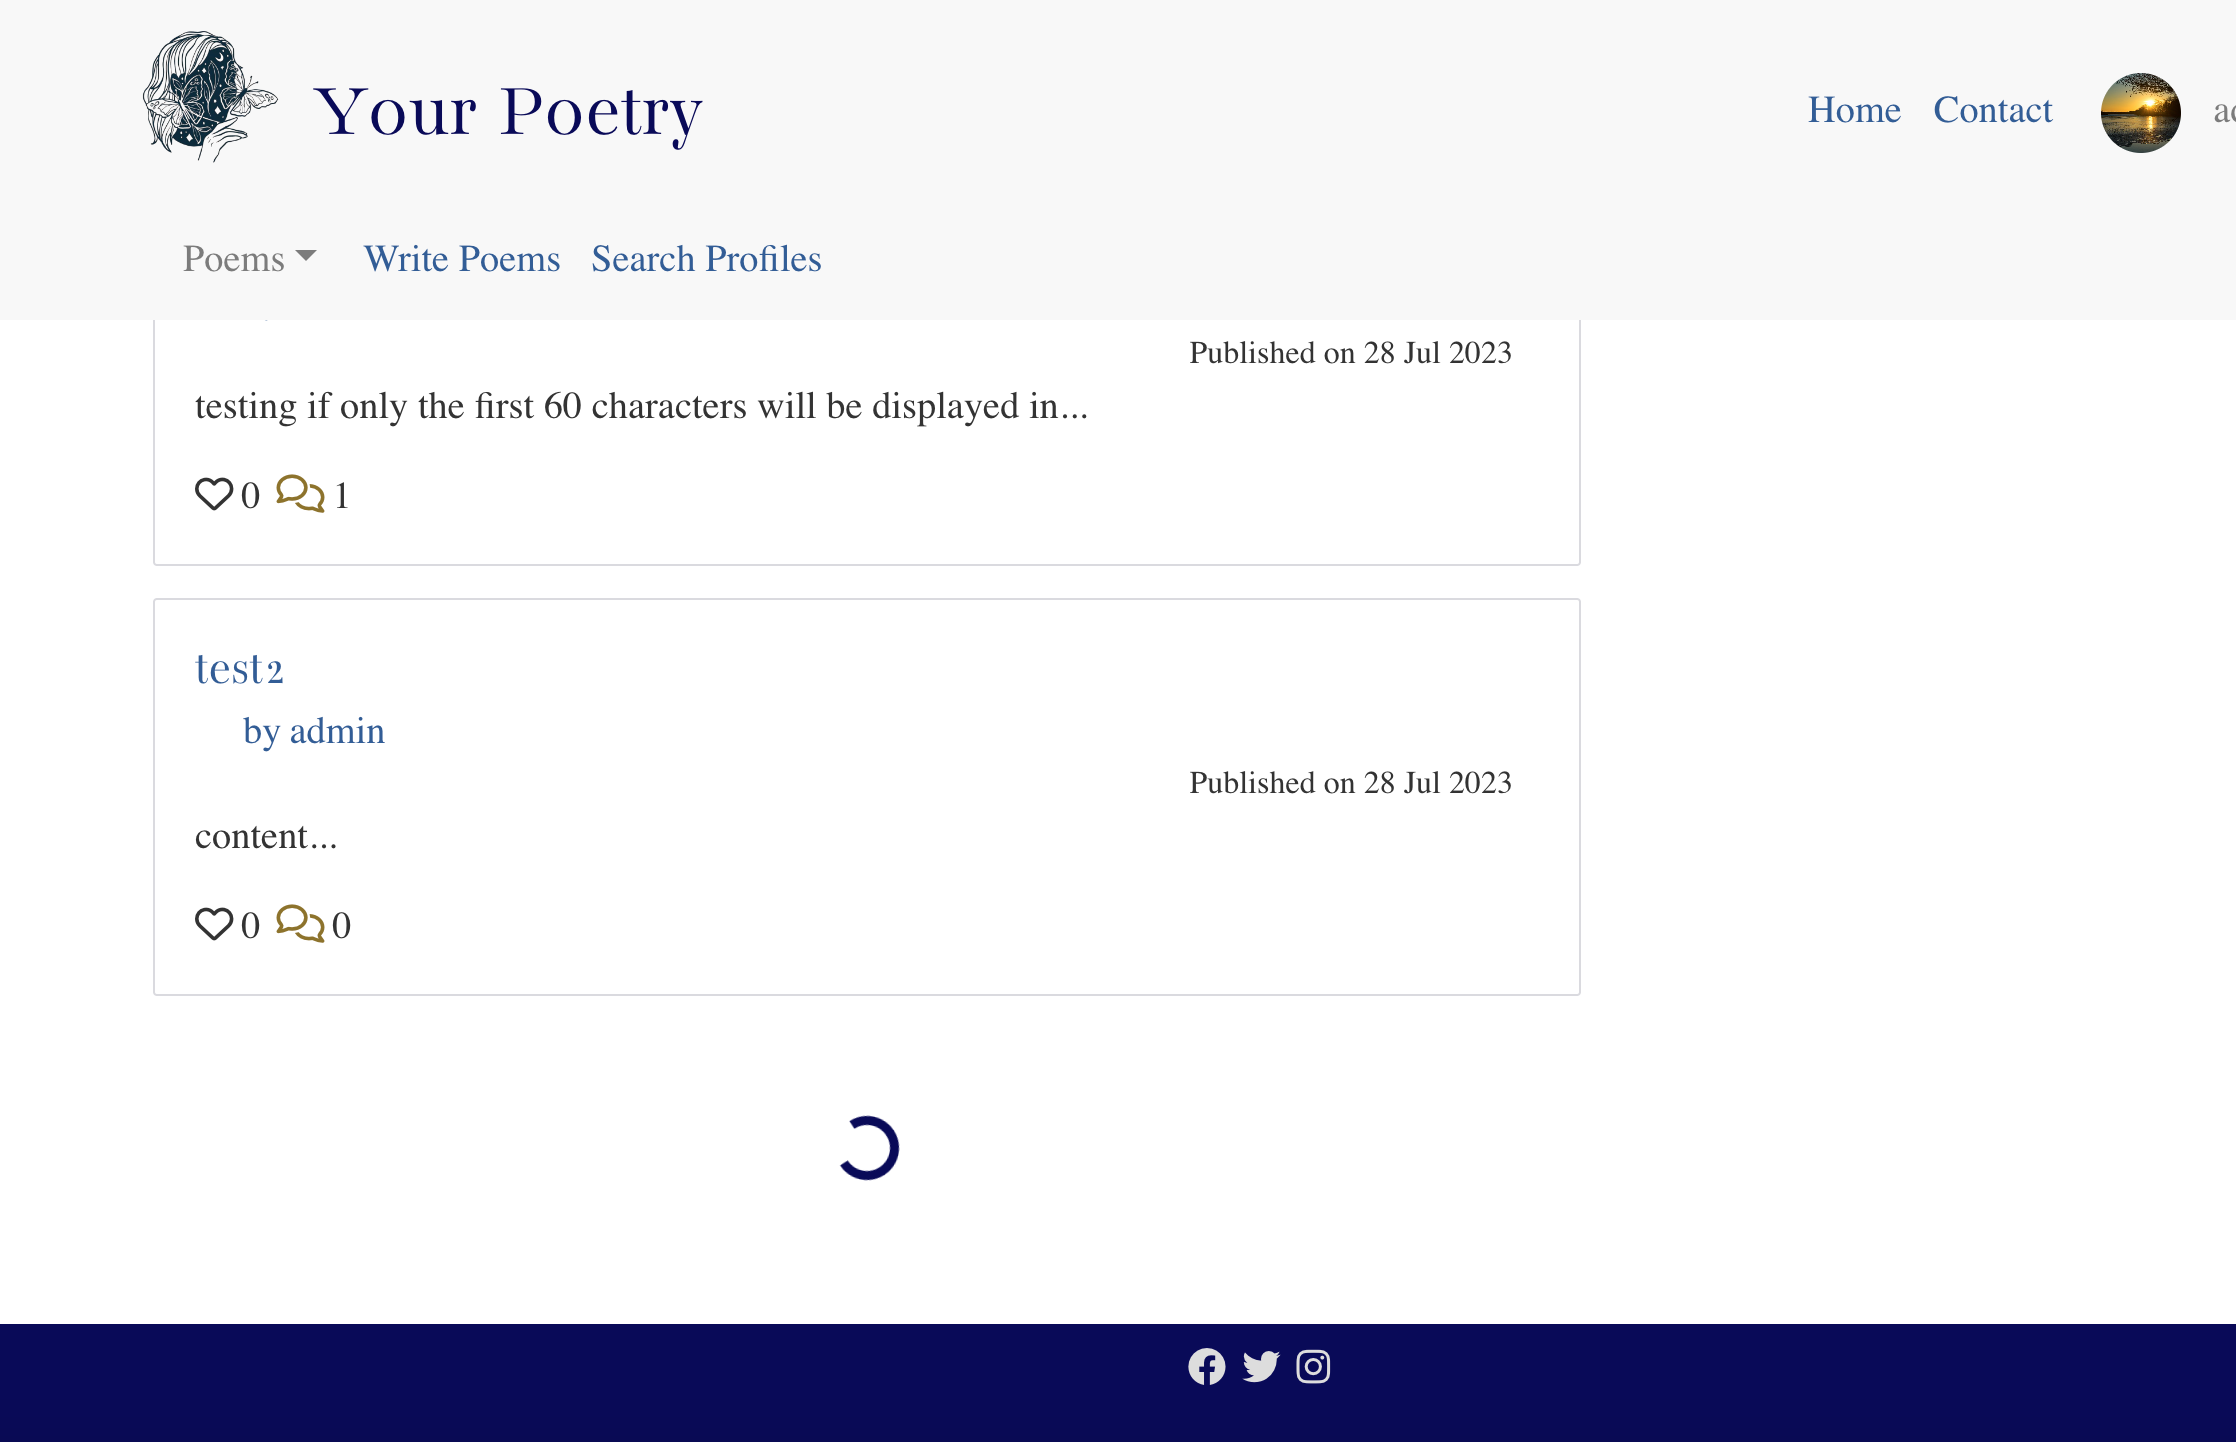 Your Poetry
Home Contact
Poems Write Poems Search Profiles
Published on 28 Jul 2023
testing if only the first 60 characters will be displayed in...
0 1
test2
by admin
Published on 28 Jul 2023
content...
0 0